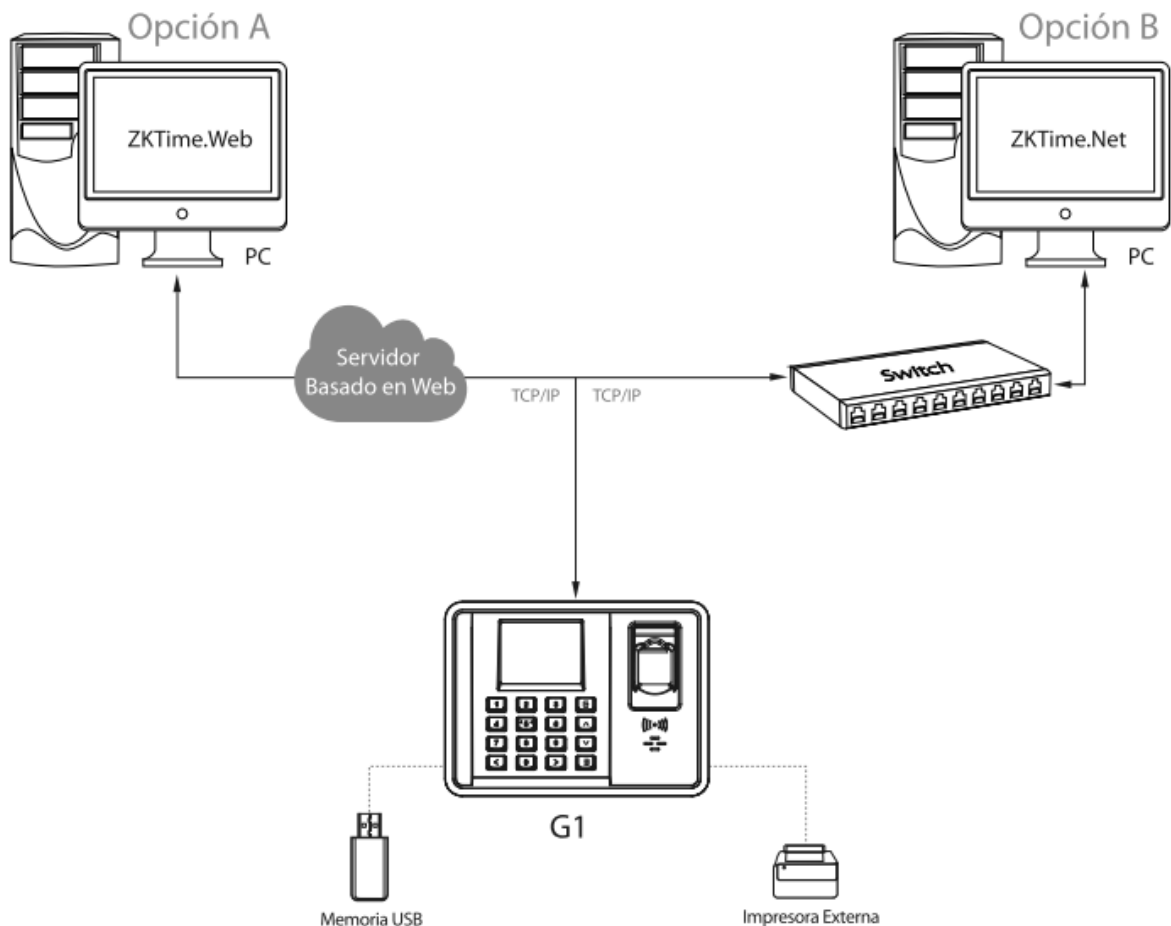 Opción A
Opción B
ZKTime.Web
ZKTime.Net
PC
PC
Servidor
Basado en Web
TCP/IP
TCP/IP
Switch
G1
Memoria USB
Impresora Externa